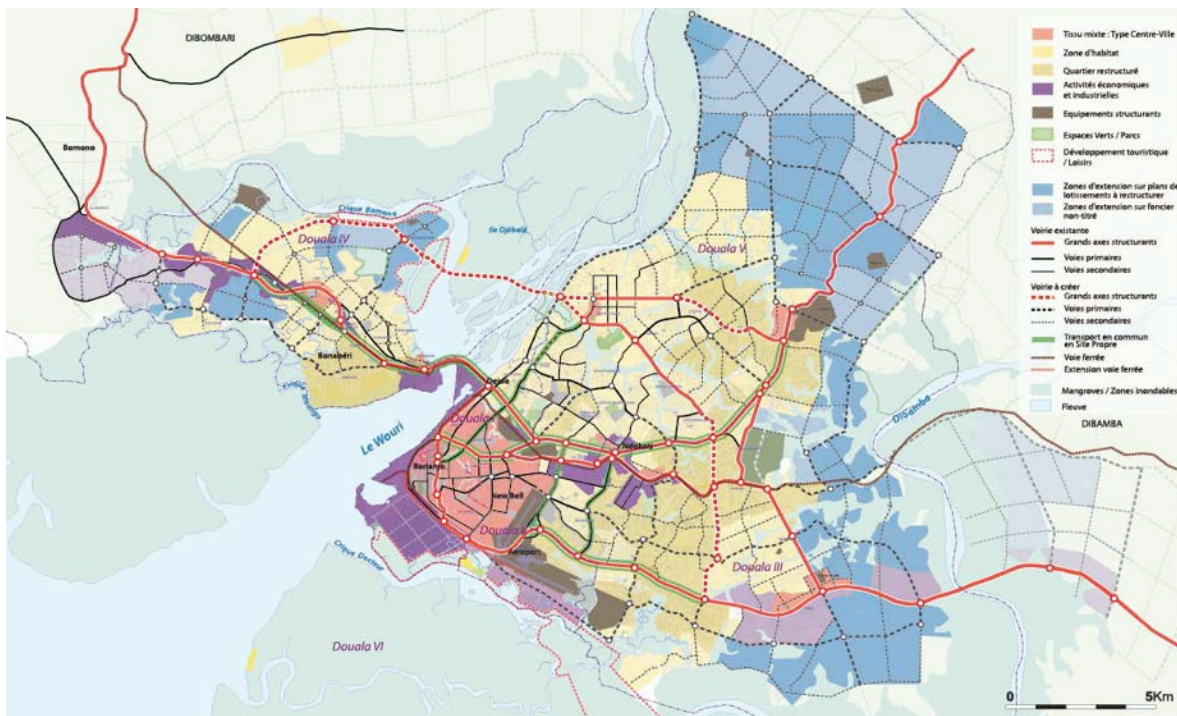 DIBOMBARI
Bomono
Crique Bomono
Ile Djébalé
Douala IV
Douala V
Bonabéri
Deïdo
Douala
Le Wouri
Bonanjo
New Bell
Ndokoti
Douala
Aéroport
Crique Docteur
Douala III
Douala VI
Dibamba
DIBAMBA
Tissu mixte : Type Centre-Ville
Zone d'habitat
Quartier restructuré
Activités économiques
et industrielles
Equipements structurants
Espaces Verts / Parcs
Développement touristique
/ Loisirs
Zones d'extension sur plans de
lotissements à restructurer
Zones d'extension sur foncier
non-titré
Voirie existante
Grands axes structurants
Voies primaires
Voies secondaires
Voirie à créer
Grands axes structurants
Voies primaires
Voies secondaires
Transport en commun
en Site Propre
Voie ferrée
Extension voie ferrée
Mangroves / Zones inondables
Fleuve
0 5Km